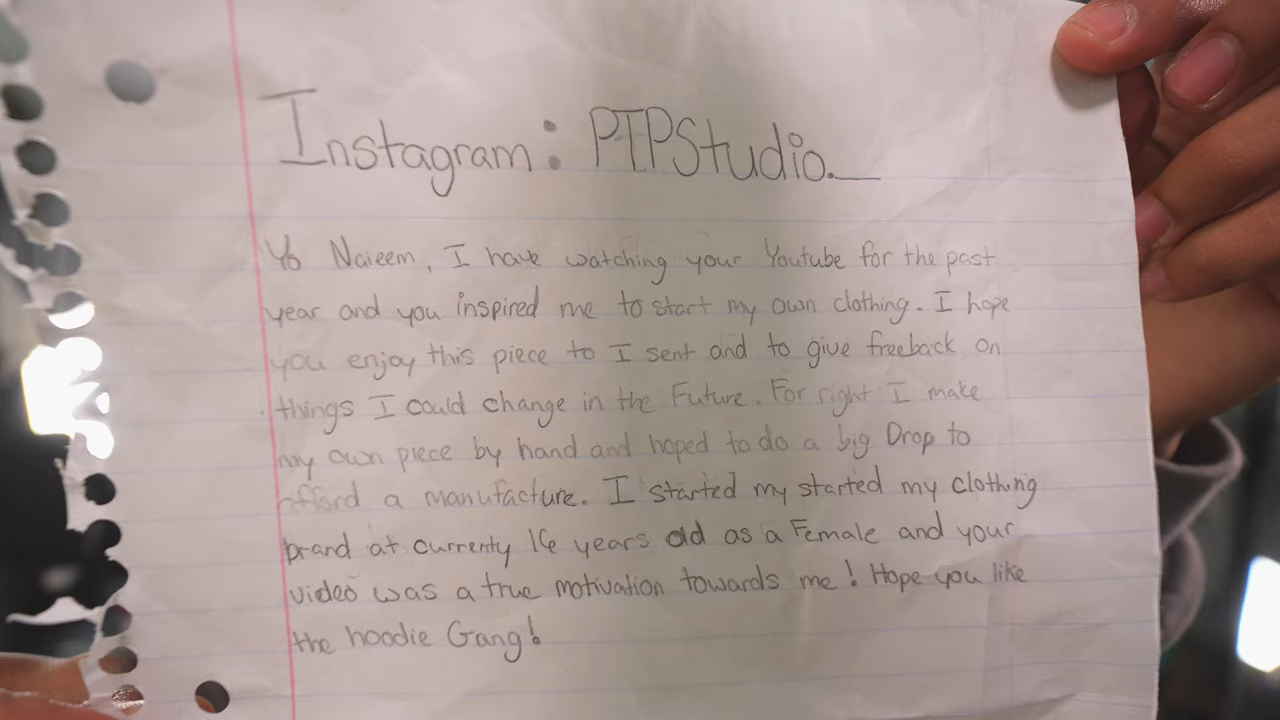 Instagram: PTPStudio._
Yo Naieem, I have watching your Youtube for the past
year and you inspired me to start my own clothing. I hope
you enjoy this piece to I sent and to give freeback on
things I could change in the Future. For right I make
my own piece by hand and hoped to do a big Drop to
afford a manufacture. I started my started my clothing
brand at currenty 16 years old as a Female and your
video was a true motivation towards me! Hope you like
the hoodie Gang!